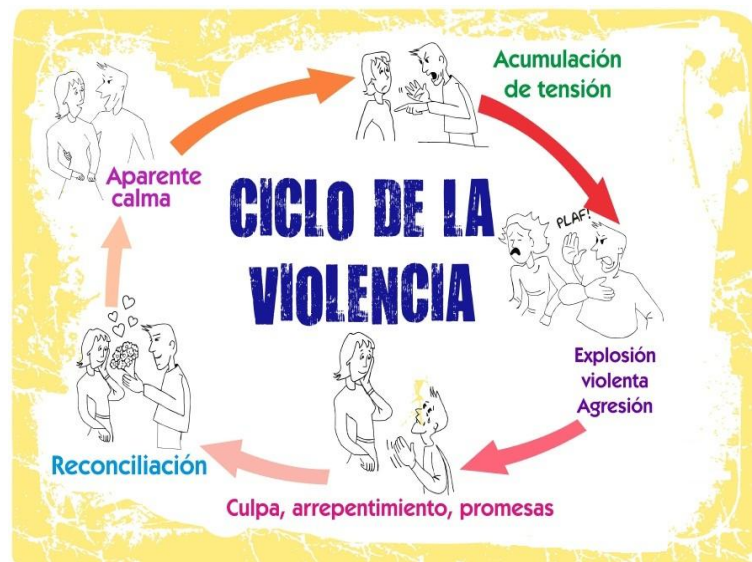 Acumulación
de tensión
Aparente
calma
CICLO DE LA
VIOLENCIA
PLAF!
Explosión
violenta
Agresión
Reconciliación
Culpa, arrepentimiento, promesas